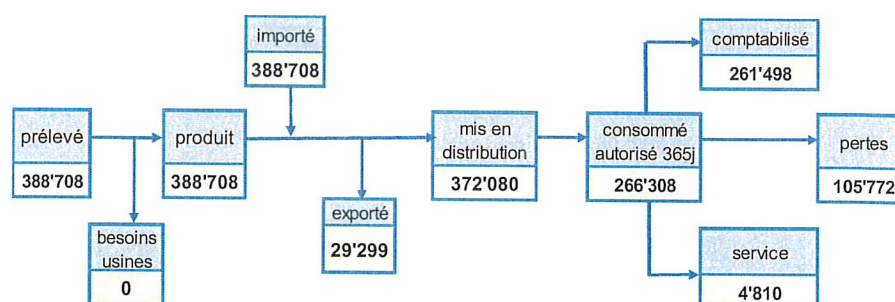 importé
388'708
comptabilisé
261'498
prélevé
388'708
produit
388'708
mis en
distribution
372'080
consommé
autorisé 365j
266'308
pertes
105'772
besoins
usines
0
exporté
29'299
service
4'810